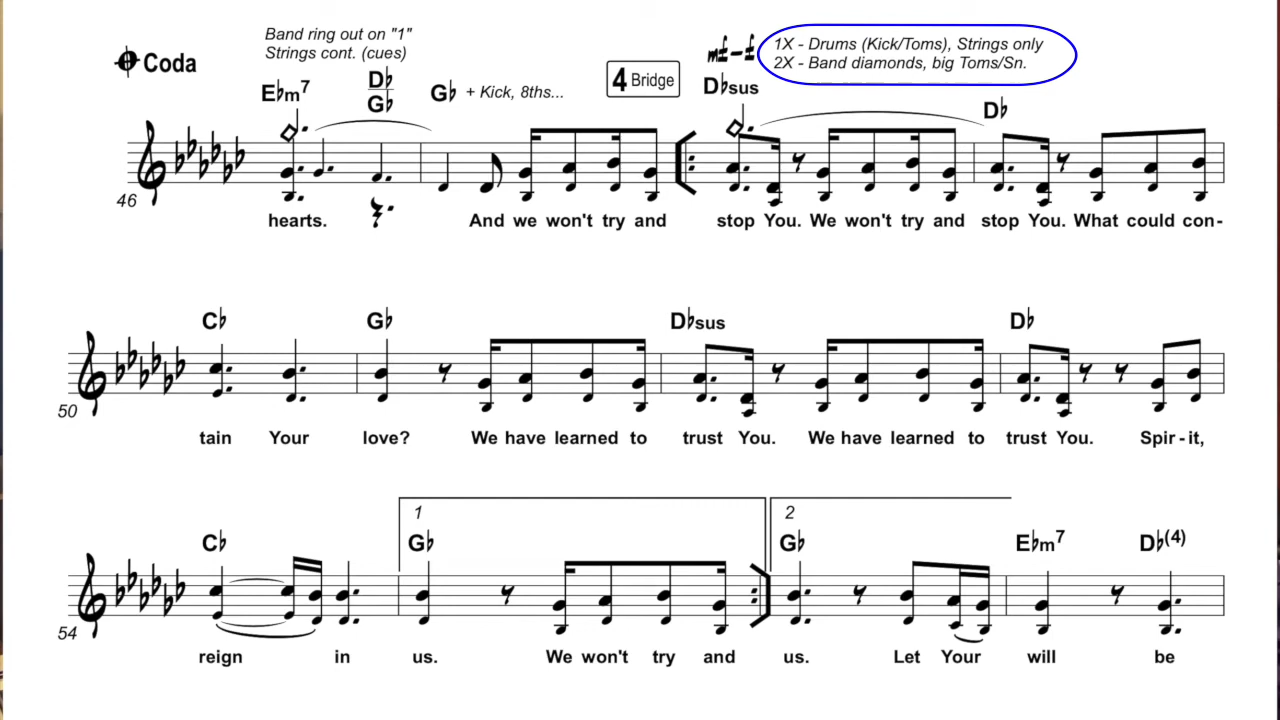 Band ring out on "1"
Strings cont. (cues)
mf-f
1X - Drums (Kick/Toms), Strings only
2X - Band diamonds, big Toms/Sn.
Coda
E♭m7 D♭/G♭ G♭ + Kick, 8ths... 4 Bridge D♭sus D♭
46
hearts. And we won't try and stop You. We won't try and stop You. What could con-
C♭ G♭ D♭sus D♭
50
tain Your love? We have learned to trust You. We have learned to trust You. Spir-it,
1 2
C♭ G♭ G♭ E♭m7 D♭(4)
54
reign in us. We won't try and us. Let Your will be